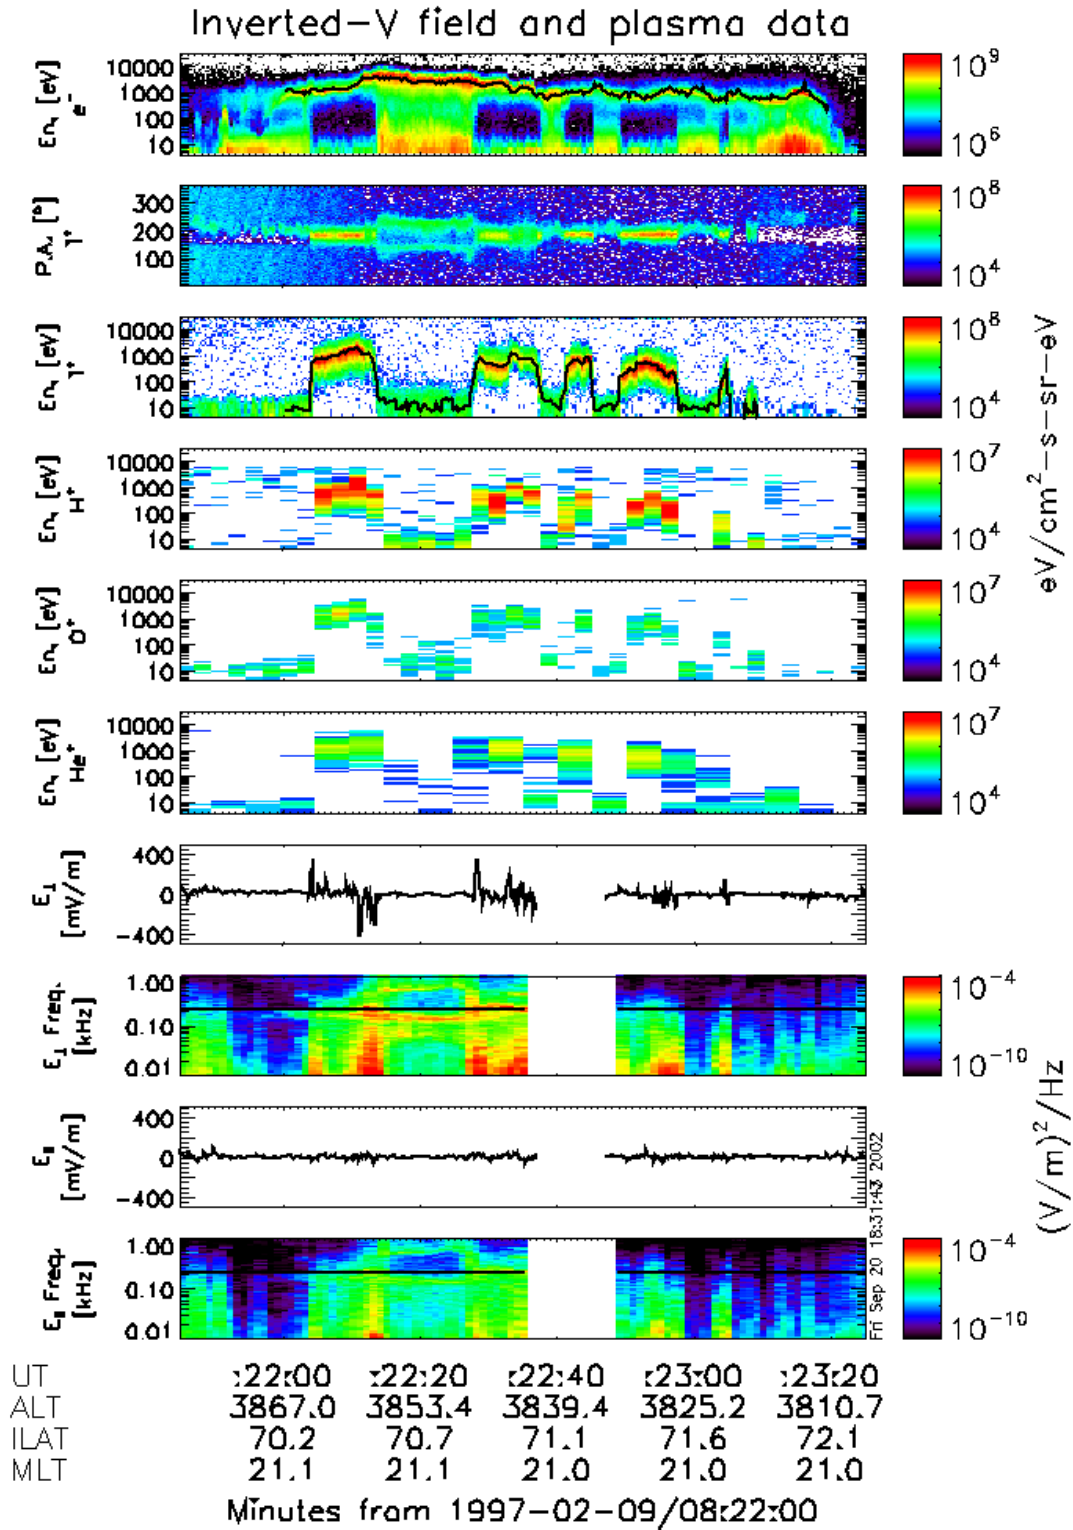 Inverted-V field and plasma data
En, [eV]
e⁻
10000
1000
100
10
10⁹
10⁶
P.A. [°]
300
200
100
10⁸
10⁴
En, [eV]
10000
1000
100
10
10⁸
10⁴
En, [eV]
H⁺
10000
1000
100
10
10⁷
10⁴
En, [eV]
O⁺
10000
1000
100
10
10⁷
10⁴
En, [eV]
He⁺
10000
1000
100
10
10⁷
10⁴
eV/cm²-s-sr-eV
E⊥
[mV/m]
400
0
-400
E⊥ Freq.
[kHz]
1.00
0.10
0.01
10⁻⁴
10⁻¹⁰
E∥
[mV/m]
400
0
-400
E∥ Freq.
[kHz]
1.00
0.10
0.01
10⁻⁴
10⁻¹⁰
(V/m)²/Hz
Fri Sep 20 18:31:43 2002
UT :22:00 :22:20 :22:40 :23:00 :23:20
ALT 3867.0 3853.4 3839.4 3825.2 3810.7
ILAT 70.2 70.7 71.1 71.6 72.1
MLT 21.1 21.1 21.0 21.0 21.0
Minutes from 1997-02-09/08:22:00